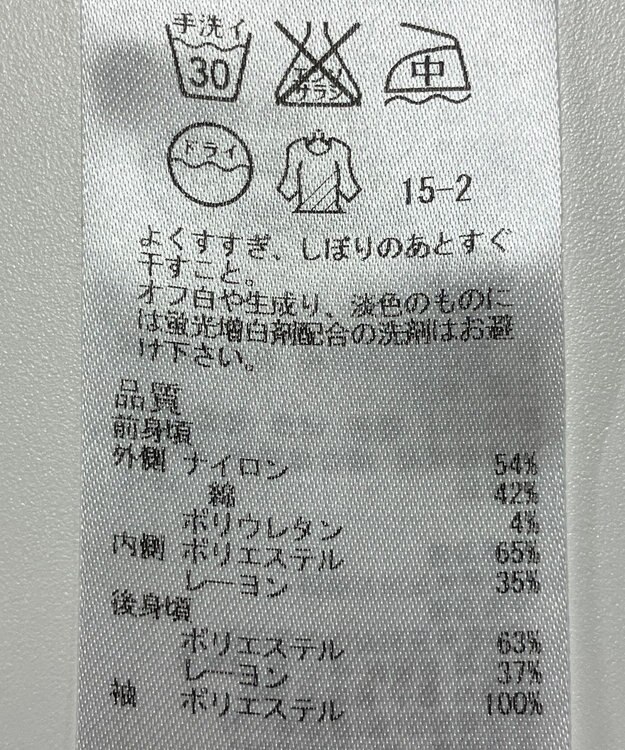 手洗イ
30
エンソ
サラシ
中
ドライ
15-2
よくすすぎ、しぼりのあとすぐ
干すこと。
オフ白や生成り、淡色のものに
は蛍光増白剤配合の洗剤はお避
け下さい。
品質
前身頃
外側 ナイロン 54%
綿 42%
ポリウレタン 4%
内側 ポリエステル 65%
レーヨン 35%
後身頃
ポリエステル 63%
レーヨン 37%
袖 ポリエステル 100%